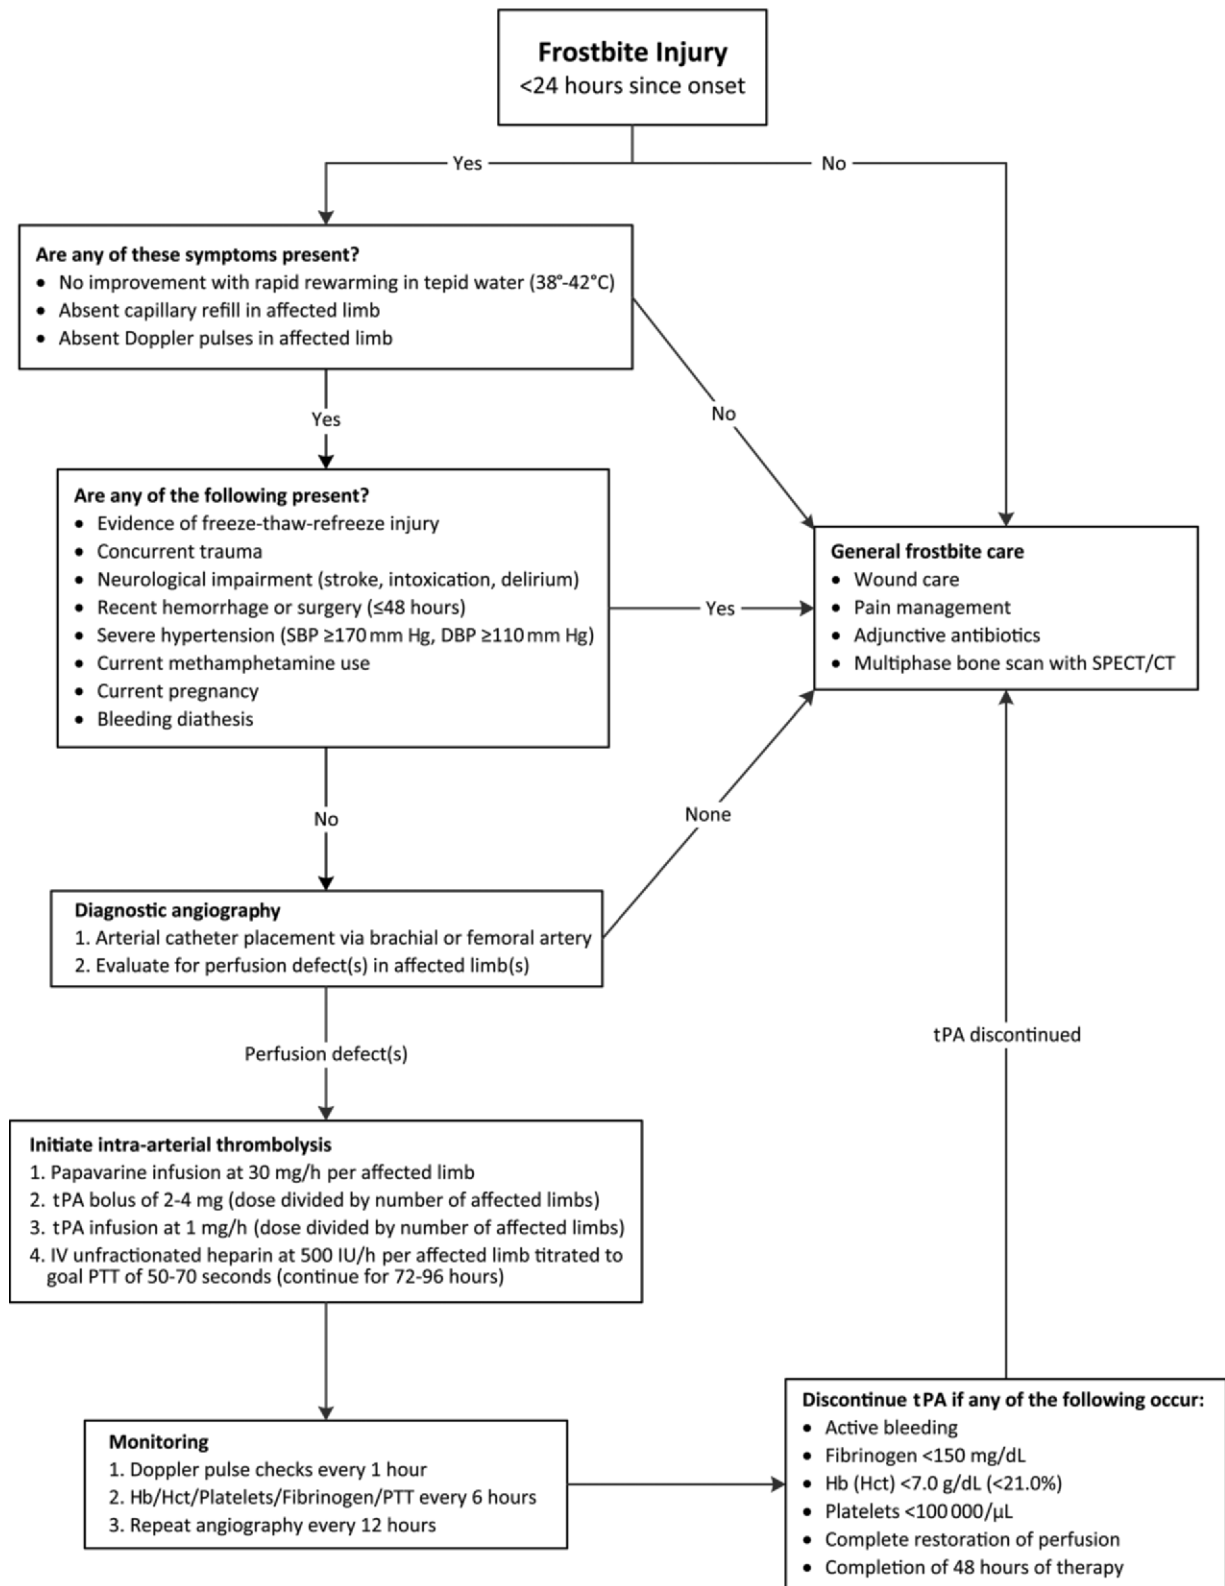 Frostbite Injury
<24 hours since onset
Yes
No
Are any of these symptoms present?
• No improvement with rapid rewarming in tepid water (38°-42°C)
• Absent capillary refill in affected limb
• Absent Doppler pulses in affected limb
No
Yes
Are any of the following present?
• Evidence of freeze-thaw-refreeze injury
• Concurrent trauma
• Neurological impairment (stroke, intoxication, delirium)
• Recent hemorrhage or surgery (≤48 hours)
• Severe hypertension (SBP ≥170 mm Hg, DBP ≥110 mm Hg)
• Current methamphetamine use
• Current pregnancy
• Bleeding diathesis
Yes
General frostbite care
• Wound care
• Pain management
• Adjunctive antibiotics
• Multiphase bone scan with SPECT/CT
No
None
Diagnostic angiography
1. Arterial catheter placement via brachial or femoral artery
2. Evaluate for perfusion defect(s) in affected limb(s)
Perfusion defect(s)
tPA discontinued
Initiate intra-arterial thrombolysis
1. Papavarine infusion at 30 mg/h per affected limb
2. tPA bolus of 2-4 mg (dose divided by number of affected limbs)
3. tPA infusion at 1 mg/h (dose divided by number of affected limbs)
4. IV unfractionated heparin at 500 IU/h per affected limb titrated to
goal PTT of 50-70 seconds (continue for 72-96 hours)
Monitoring
1. Doppler pulse checks every 1 hour
2. Hb/Hct/Platelets/Fibrinogen/PTT every 6 hours
3. Repeat angiography every 12 hours
Discontinue tPA if any of the following occur:
• Active bleeding
• Fibrinogen <150 mg/dL
• Hb (Hct) <7.0 g/dL (<21.0%)
• Platelets <100 000/µL
• Complete restoration of perfusion
• Completion of 48 hours of therapy